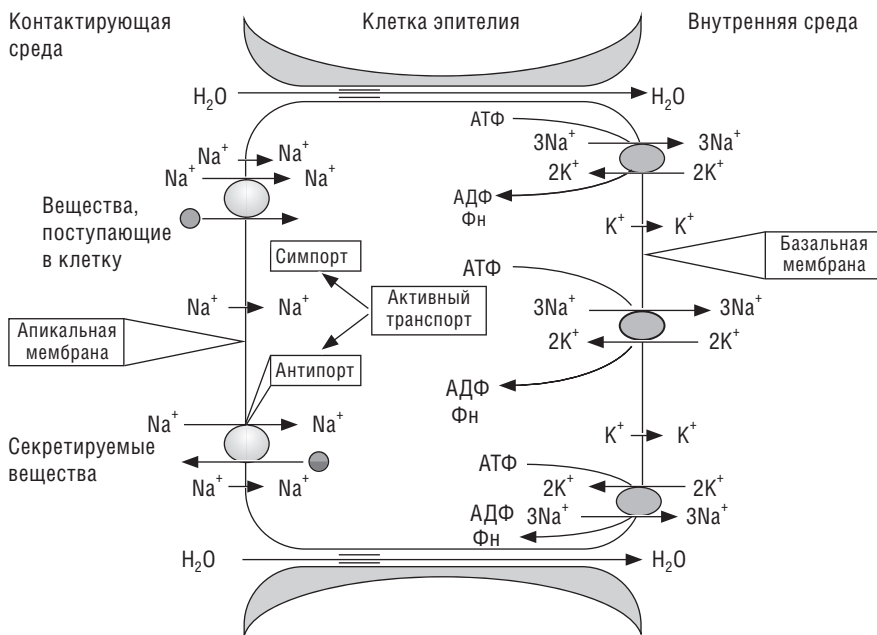 Контактирующая
среда
Клетка эпителия
Внутренняя среда
H₂O
H₂O
АТФ
Na⁺
Na⁺
Na⁺
Na⁺
3Na⁺
3Na⁺
2K⁺
2K⁺
АДФ
Фн
Вещества,
поступающие
в клетку
K⁺
K⁺
Базальная
мембрана
Симпорт
АТФ
Активный
транспорт
Na⁺
Na⁺
3Na⁺
3Na⁺
2K⁺
2K⁺
Апикальная
мембрана
Антипорт
АДФ
Фн
Na⁺
Na⁺
K⁺
K⁺
Секретируемые
вещества
АТФ
Na⁺
Na⁺
2K⁺
2K⁺
АДФ
Фн
3Na⁺
3Na⁺
H₂O
H₂O